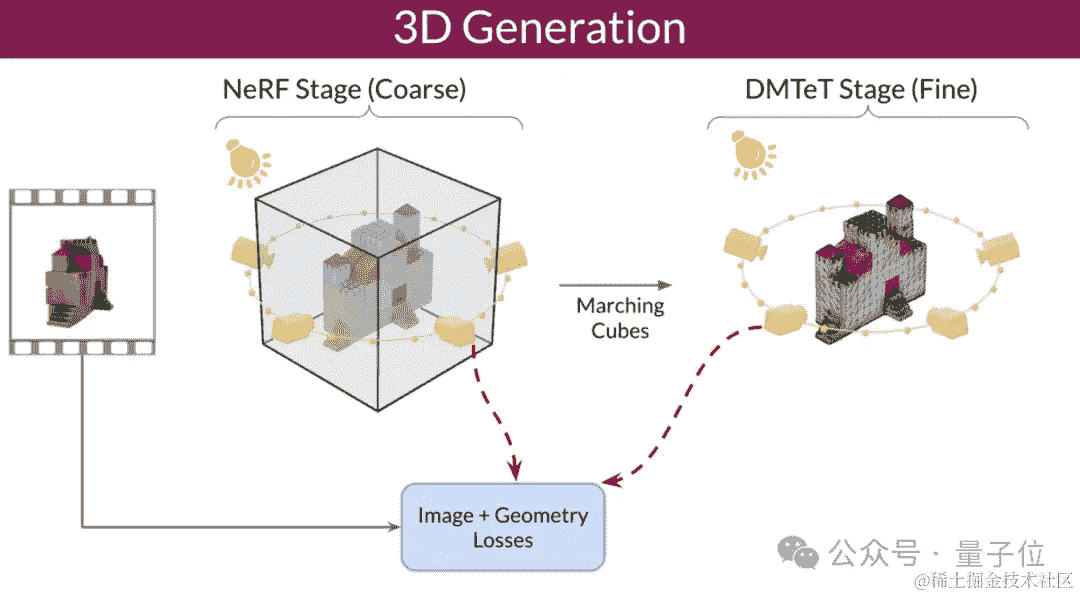 3D Generation
NeRF Stage (Coarse)
DMTeT Stage (Fine)
Marching
Cubes
Image + Geometry
Losses
公众号 · 量子位
@稀土掘金技术社区